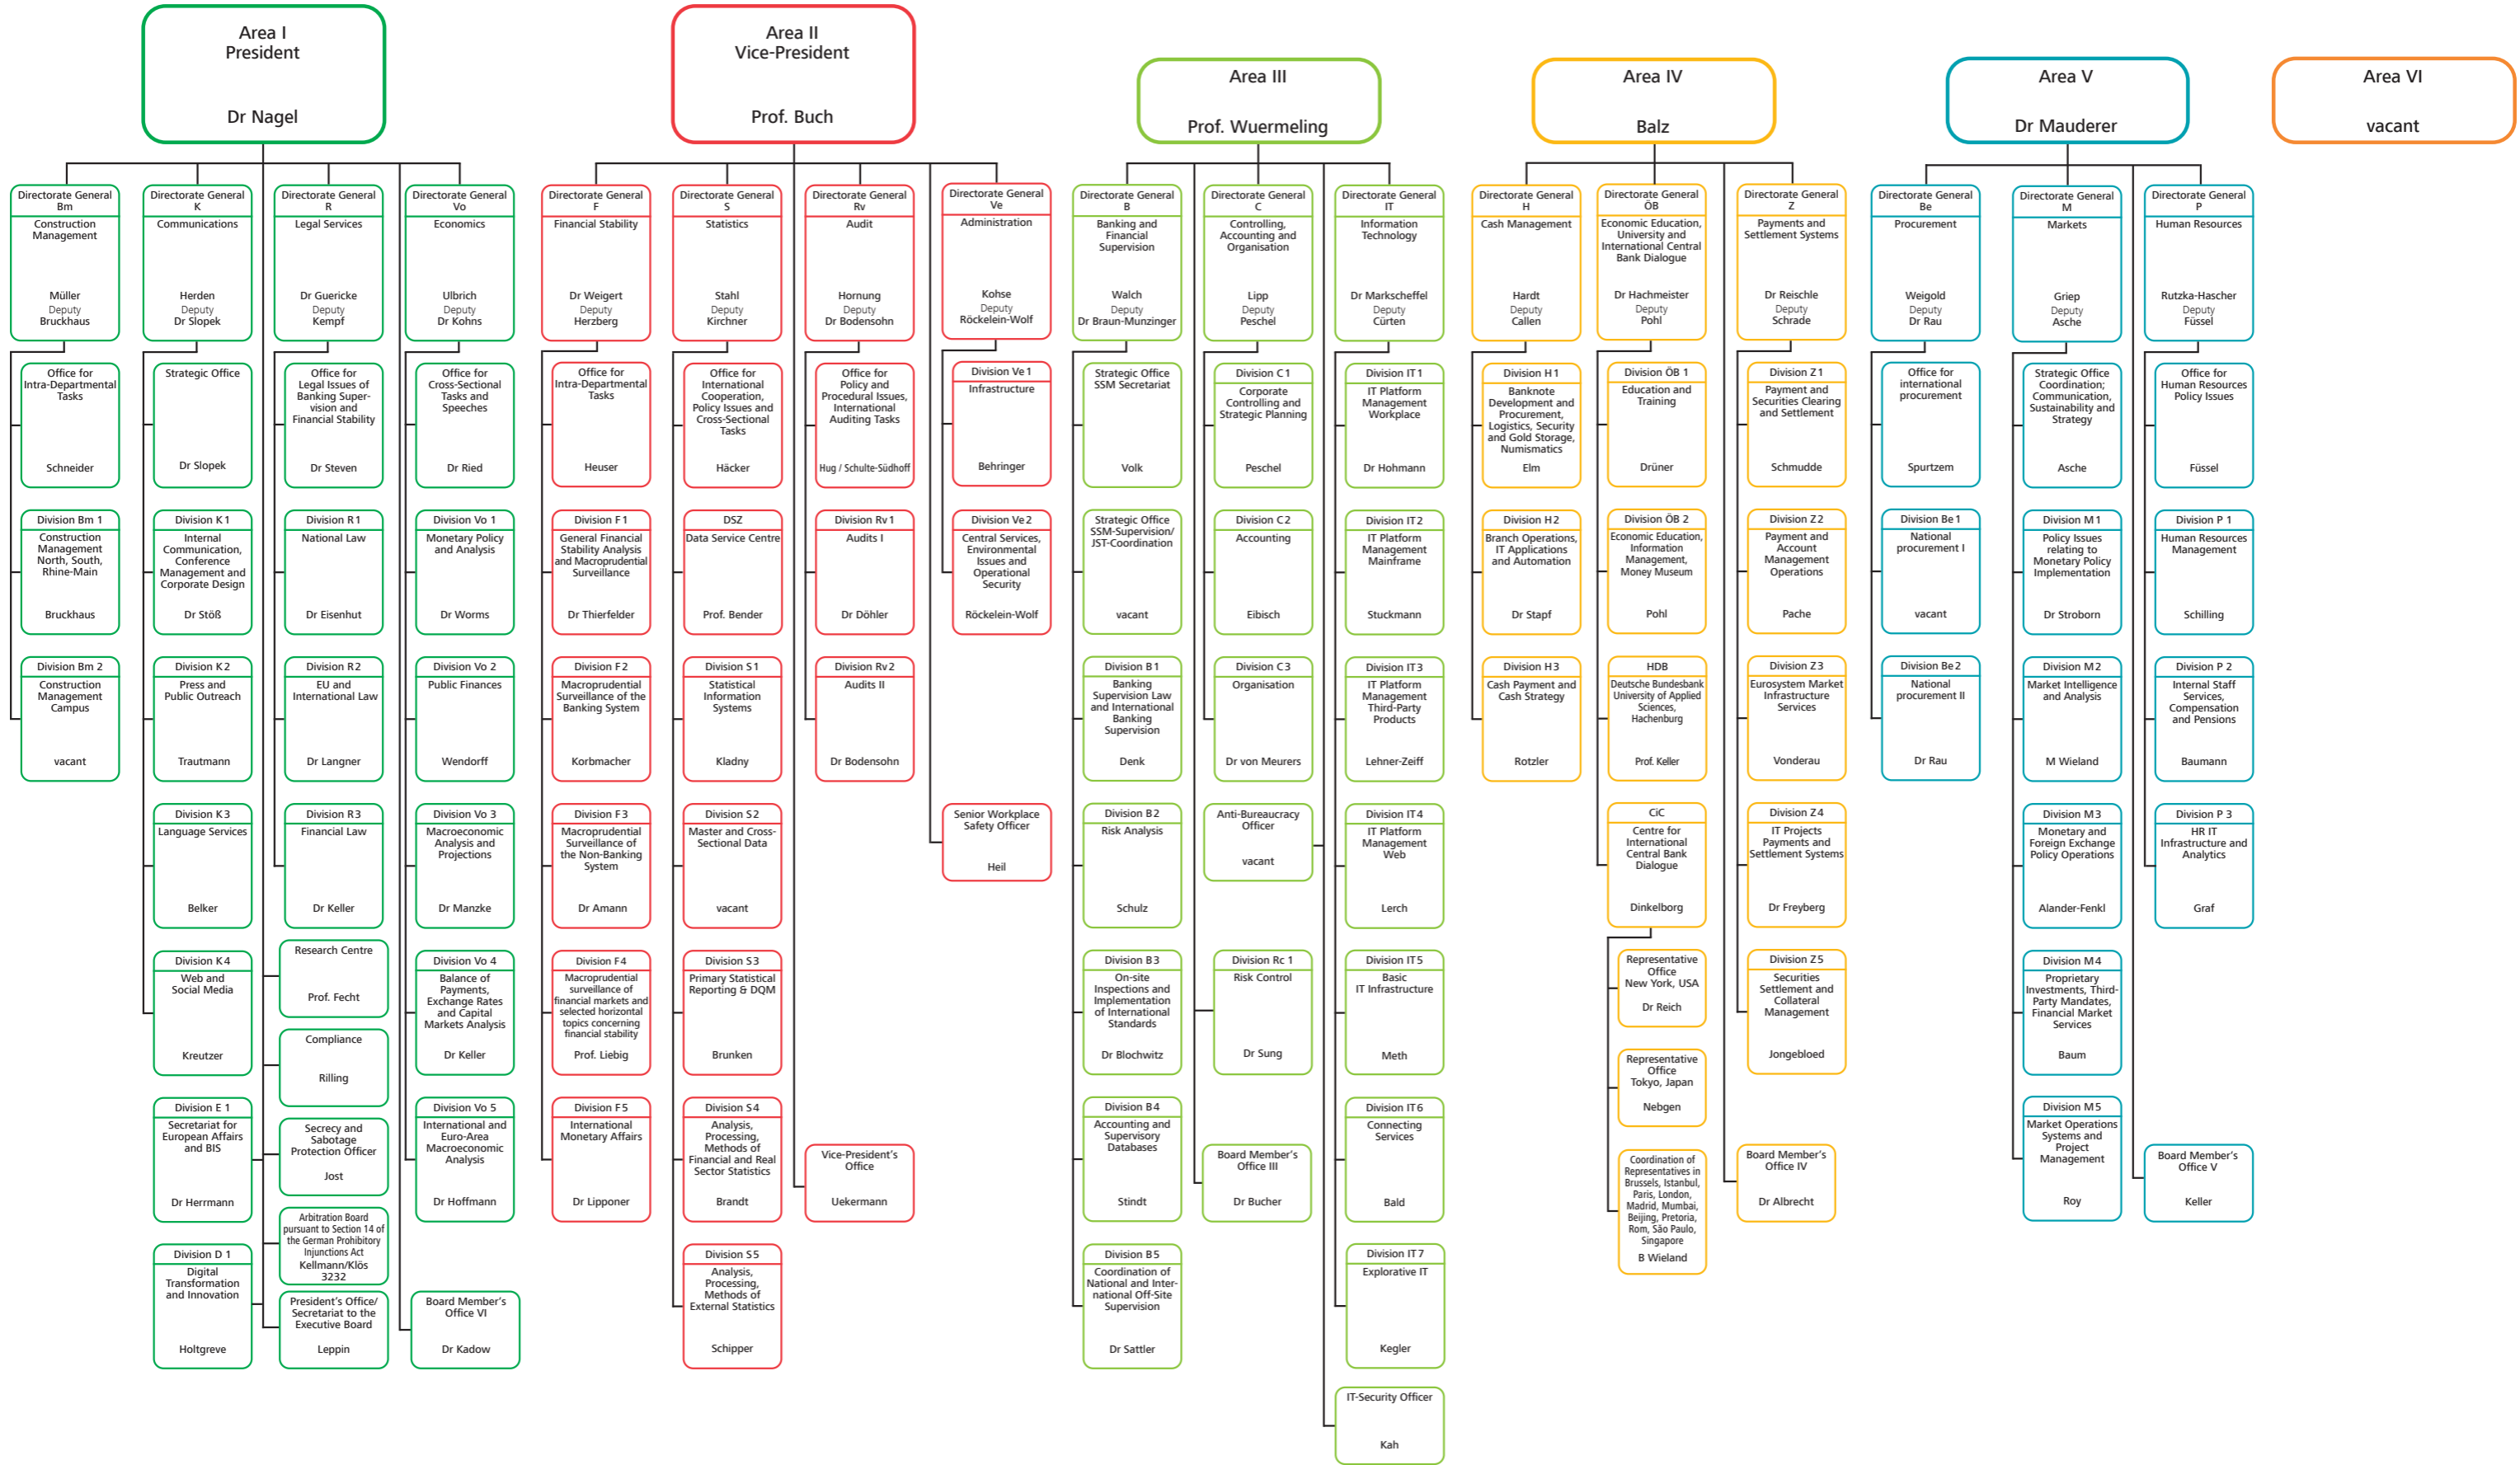 Area I
President
Dr Nagel
Area II
Vice-President
Prof. Buch
Area III
Prof. Wuermeling
Area IV
Balz
Area V
Dr Mauderer
Area VI
vacant
Directorate General
Bm
Construction
Management
Müller
Deputy
Bruckhaus
Office for
Intra-Departmental
Tasks
Schneider
Division Bm 1
Construction
Management
North, South,
Rhine-Main
Bruckhaus
Division Bm 2
Construction
Management
Campus
vacant
Directorate General
K
Communications
Herden
Deputy
Dr Slopek
Strategic Office
Dr Slopek
Division K 1
Internal
Communication,
Conference
Management and
Corporate Design
Dr Stöß
Division K 2
Press and
Public Outreach
Trautmann
Division K 3
Language Services
Belker
Division K 4
Web and
Social Media
Kreutzer
Division E 1
Secretariat for
European Affairs
and BIS
Dr Herrmann
Division D 1
Digital
Transformation
and Innovation
Holtgreve
Directorate General
R
Legal Services
Dr Guericke
Deputy
Kempf
Office for
Legal Issues of
Banking Super-
vision and
Financial Stability
Dr Steven
Division R 1
National Law
Dr Eisenhut
Division R 2
EU and
International Law
Dr Langner
Division R 3
Financial Law
Dr Keller
Research Centre
Prof. Fecht
Compliance
Rilling
Secrecy and
Sabotage
Protection Officer
Jost
Arbitration Board
pursuant to Section 14 of
the German Prohibitory
Injunctions Act
Kellmann/Klös
3232
President's Office/
Secretariat to the
Executive Board
Leppin
Directorate General
Vo
Economics
Ulbrich
Deputy
Dr Kohns
Office for
Cross-Sectional
Tasks and
Speeches
Dr Ried
Division Vo 1
Monetary Policy
and Analysis
Dr Worms
Division Vo 2
Public Finances
Wendorff
Division Vo 3
Macroeconomic
Analysis and
Projections
Dr Manzke
Division Vo 4
Balance of
Payments,
Exchange Rates
and Capital
Markets Analysis
Dr Keller
Division Vo 5
International and
Euro-Area
Macroeconomic
Analysis
Dr Hoffmann
Board Member's
Office VI
Dr Kadow
Directorate General
F
Financial Stability
Dr Weigert
Deputy
Herzberg
Office for
Intra-Departmental
Tasks
Heuser
Division F 1
General Financial
Stability Analysis
and Macroprudential
Surveillance
Dr Thierfelder
Division F 2
Macroprudential
Surveillance of the
Banking System
Korbmacher
Division F 3
Macroprudential
Surveillance of
the Non-Banking
System
Dr Amann
Division F 4
Macroprudential
surveillance of
financial markets and
selected horizontal
topics concerning
financial stability
Prof. Liebig
Division F 5
International
Monetary Affairs
Dr Lipponer
Directorate General
S
Statistics
Stahl
Deputy
Kirchner
Office for
International
Cooperation,
Policy Issues and
Cross-Sectional
Tasks
Häcker
DSZ
Data Service Centre
Prof. Bender
Division S 1
Statistical
Information
Systems
Kladny
Division S 2
Master and Cross-
Sectional Data
vacant
Division S 3
Primary Statistical
Reporting & DQM
Brunken
Division S 4
Analysis,
Processing,
Methods of
Financial and Real
Sector Statistics
Brandt
Division S 5
Analysis,
Processing,
Methods of
External Statistics
Schipper
Directorate General
Rv
Audit
Hornung
Deputy
Dr Bodensohn
Office for
Policy and
Procedural Issues,
International
Auditing Tasks
Hug / Schulte-Südhoff
Division Rv 1
Audits I
Dr Döhler
Division Rv 2
Audits II
Dr Bodensohn
Vice-President's
Office
Uekermann
Directorate General
Ve
Administration
Kohse
Deputy
Röckelein-Wolf
Division Ve 1
Infrastructure
Behringer
Division Ve 2
Central Services,
Environmental
Issues and
Operational
Security
Röckelein-Wolf
Senior Workplace
Safety Officer
Heil
Directorate General
B
Banking and
Financial
Supervision
Walch
Deputy
Dr Braun-Munzinger
Strategic Office
SSM Secretariat
Volk
Strategic Office
SSM-Supervision/
JST-Coordination
vacant
Division B 1
Banking
Supervision Law
and International
Banking
Supervision
Denk
Division B 2
Risk Analysis
Schulz
Division B 3
On-site
Inspections and
Implementation
of International
Standards
Dr Blochwitz
Division B 4
Accounting and
Supervisory
Databases
Stindt
Division B 5
Coordination of
National and Inter-
national Off-Site
Supervision
Dr Sattler
Directorate General
C
Controlling,
Accounting and
Organisation
Lipp
Deputy
Peschel
Division C 1
Corporate
Controlling and
Strategic Planning
Peschel
Division C 2
Accounting
Eibisch
Division C 3
Organisation
Dr von Meurers
Anti-Bureaucracy
Officer
vacant
Division Rc 1
Risk Control
Dr Sung
Board Member's
Office III
Dr Bucher
Directorate General
IT
Information
Technology
Dr Markscheffel
Deputy
Cürten
Division IT 1
IT Platform
Management
Workplace
Dr Hohmann
Division IT 2
IT Platform
Management
Mainframe
Stuckmann
Division IT 3
IT Platform
Management
Third-Party
Products
Lehner-Zeiff
Division IT 4
IT Platform
Management
Web
Lerch
Division IT 5
Basic
IT Infrastructure
Meth
Division IT 6
Connecting
Services
Bald
Division IT 7
Explorative IT
Kegler
IT-Security Officer
Kah
Directorate General
H
Cash Management
Hardt
Deputy
Callen
Division H 1
Banknote
Development and
Procurement,
Logistics, Security
and Gold Storage,
Numismatics
Elm
Division H 2
Branch Operations,
IT Applications
and Automation
Dr Stapf
Division H 3
Cash Payment and
Cash Strategy
Rotzler
Directorate General
ÖB
Economic Education,
University and
International Central
Bank Dialogue
Dr Hachmeister
Deputy
Pohl
Division ÖB 1
Education and
Training
Drüner
Division ÖB 2
Economic Education,
Information
Management,
Money Museum
Pohl
HDB
Deutsche Bundesbank
University of Applied
Sciences,
Hachenburg
Prof. Keller
CiC
Centre for
International
Central Bank
Dialogue
Dinkelborg
Representative
Office
New York, USA
Dr Reich
Representative
Office
Tokyo, Japan
Nebgen
Coordination of
Representatives in
Brussels, Istanbul,
Paris, London,
Madrid, Mumbai,
Beijing, Pretoria,
Rom, São Paulo,
Singapore
B Wieland
Directorate General
Z
Payments and
Settlement Systems
Dr Reischle
Deputy
Schrade
Division Z 1
Payment and
Securities Clearing
and Settlement
Schmudde
Division Z 2
Payment and
Account
Management
Operations
Pache
Division Z 3
Eurosystem Market
Infrastructure
Services
Vonderau
Division Z 4
IT Projects
Payments and
Settlement Systems
Dr Freyberg
Division Z 5
Securities
Settlement and
Collateral
Management
Jongebloed
Board Member's
Office IV
Dr Albrecht
Directorate General
Be
Procurement
Weigold
Deputy
Dr Rau
Office for
international
procurement
Spurtzem
Division Be 1
National
procurement I
vacant
Division Be 2
National
procurement II
Dr Rau
Directorate General
M
Markets
Griep
Deputy
Asche
Strategic Office
Coordination;
Communication,
Sustainability and
Strategy
Asche
Division M 1
Policy Issues
relating to
Monetary Policy
Implementation
Dr Stroborn
Division M 2
Market Intelligence
and Analysis
M Wieland
Division M 3
Monetary and
Foreign Exchange
Policy Operations
Alander-Fenkl
Division M 4
Proprietary
Investments, Third-
Party Mandates,
Financial Market
Services
Baum
Division M 5
Market Operations
Systems and
Project
Management
Roy
Directorate General
P
Human Resources
Rutzka-Hascher
Deputy
Füssel
Office for
Human Resources
Policy Issues
Füssel
Division P 1
Human Resources
Management
Schilling
Division P 2
Internal Staff
Services,
Compensation
and Pensions
Baumann
Division P 3
HR IT
Infrastructure and
Analytics
Graf
Board Member's
Office V
Keller